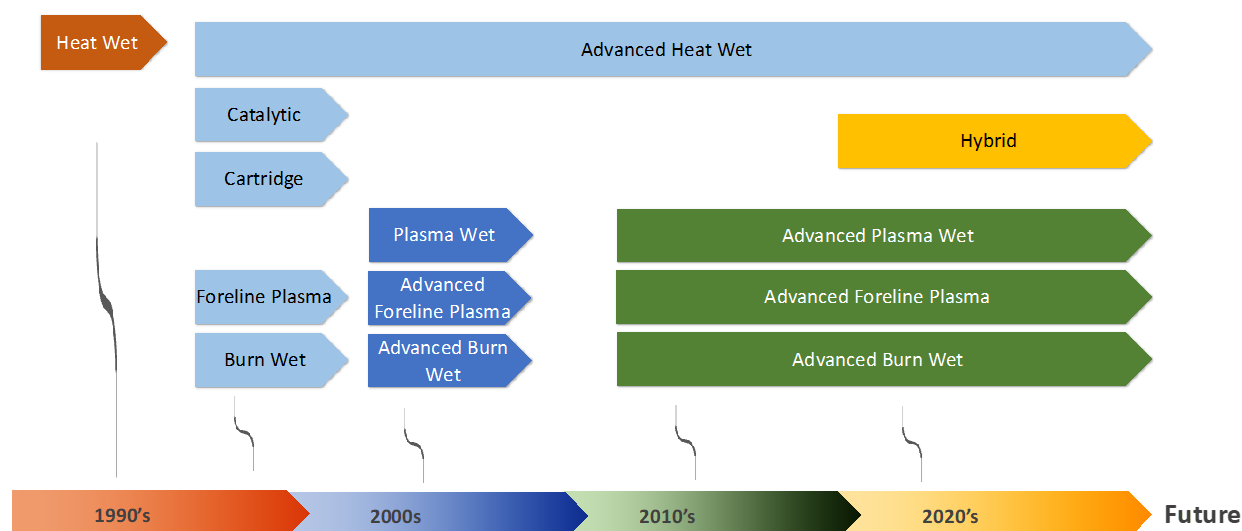 Heat Wet
Advanced Heat Wet
Catalytic
Hybrid
Cartridge
Plasma Wet
Advanced Plasma Wet
Foreline Plasma
Advanced
Foreline Plasma
Advanced Foreline Plasma
Burn Wet
Advanced Burn
Wet
Advanced Burn Wet
1990’s
2000s
2010’s
2020’s
Future